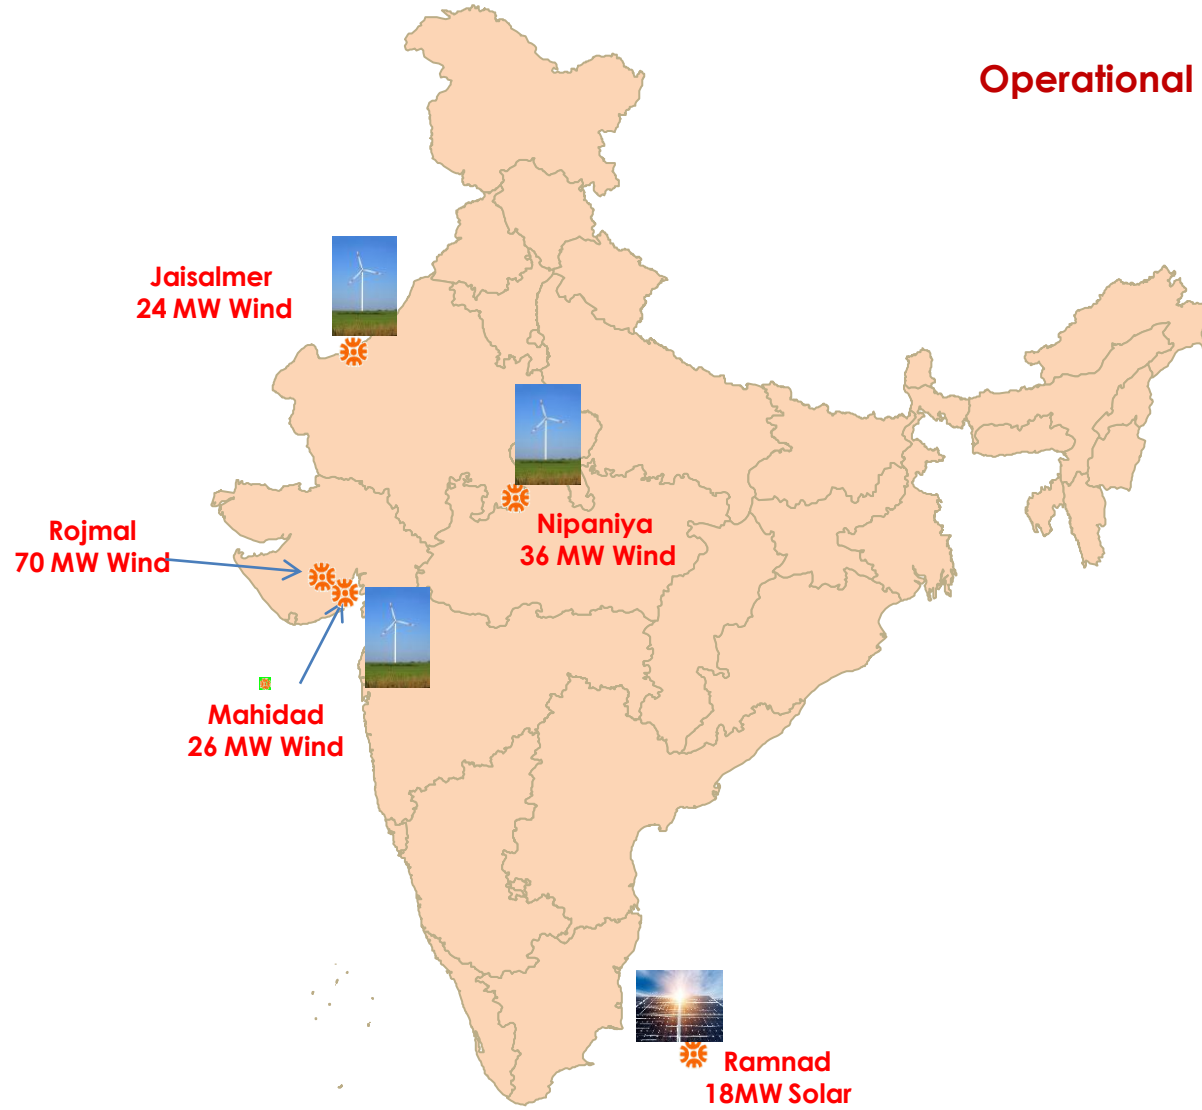 Operational
Jaisalmer
24 MW Wind
Nipaniya
36 MW Wind
Rojmal
70 MW Wind
Mahidad
26 MW Wind
Ramnad
18MW Solar